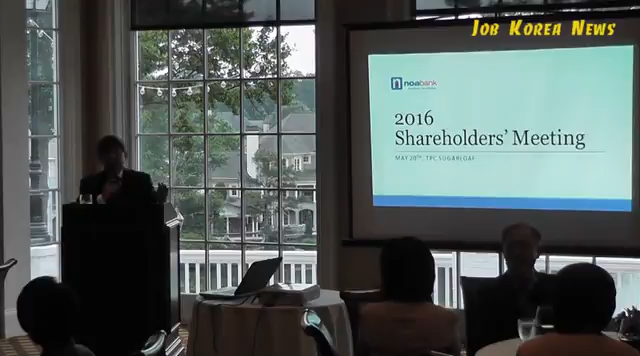 JOB KOREA NEWS
noabank
2016
Shareholders' Meeting
MAY 20TH, TPC SUGARLOAF